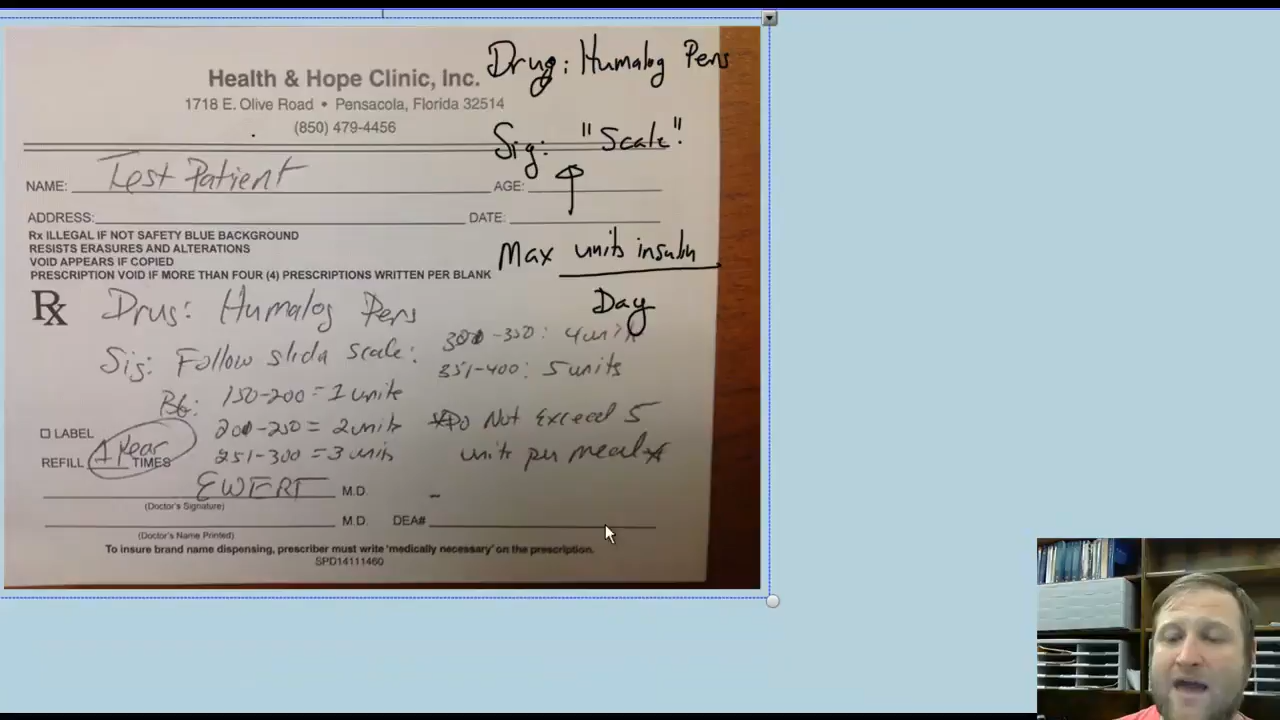 Health & Hope Clinic, Inc.
1718 E. Olive Road • Pensacola, Florida 32514
(850) 479-4456
Drug: Humalog Pens
Sig: "Scale".
Max units insulin
Day
NAME: Test Patient AGE:
ADDRESS: DATE:
Rx ILLEGAL IF NOT SAFETY BLUE BACKGROUND
RESISTS ERASURES AND ALTERATIONS
VOID APPEARS IF COPIED
PRESCRIPTION VOID IF MORE THAN FOUR (4) PRESCRIPTIONS WRITTEN PER BLANK
Rx Drug: Humalog Pens
Sig: Follow scale:
BG: 150-200 = 1 units
200-250 = 2 units
251-300 = 3 units
300-350: 4 units
351-400: 5 units
*Do Not Exceed 5
units per meal*
LABEL
REFILL 1 Year TIMES
EWERT M.D.
(Doctor's Signature)
M.D. DEA#
(Doctor's Name Printed)
To insure brand name dispensing, prescriber must write 'medically necessary' on the prescription.
SPD14111460